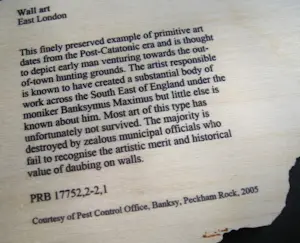 Wall art
East London
This finely preserved example of primitive art
dates from the Post-Catatonic era and is thought
to depict early man venturing towards the out-
of-town hunting grounds. The artist responsible
is known to have created a substantial body of
work across the South East of England under the
moniker Banksymus Maximus but little else is
known about him. Most art of this type has
unfortunately not survived. The majority is
destroyed by zealous municipal officials who
fail to recognise the artistic merit and historical
value of daubing on walls.
PRB 17752,2-2,1
Courtesy of Pest Control Office, Banksy, Peckham Rock, 2005